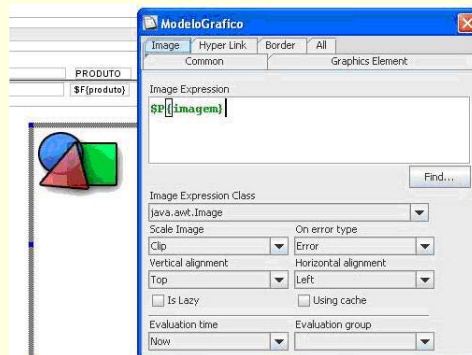 ModeloGrafico
Image
Hyper Link
Border
All
Common
Graphics Element
PRODUTO
$F{produto}
Image Expression
$P{imagem}
Find...
Image Expression Class
java.awt.Image
Scale Image
On error type
Clip
Error
Vertical alignment
Horizontal alignment
Top
Left
Is Lazy
Using cache
Evaluation time
Evaluation group
Now